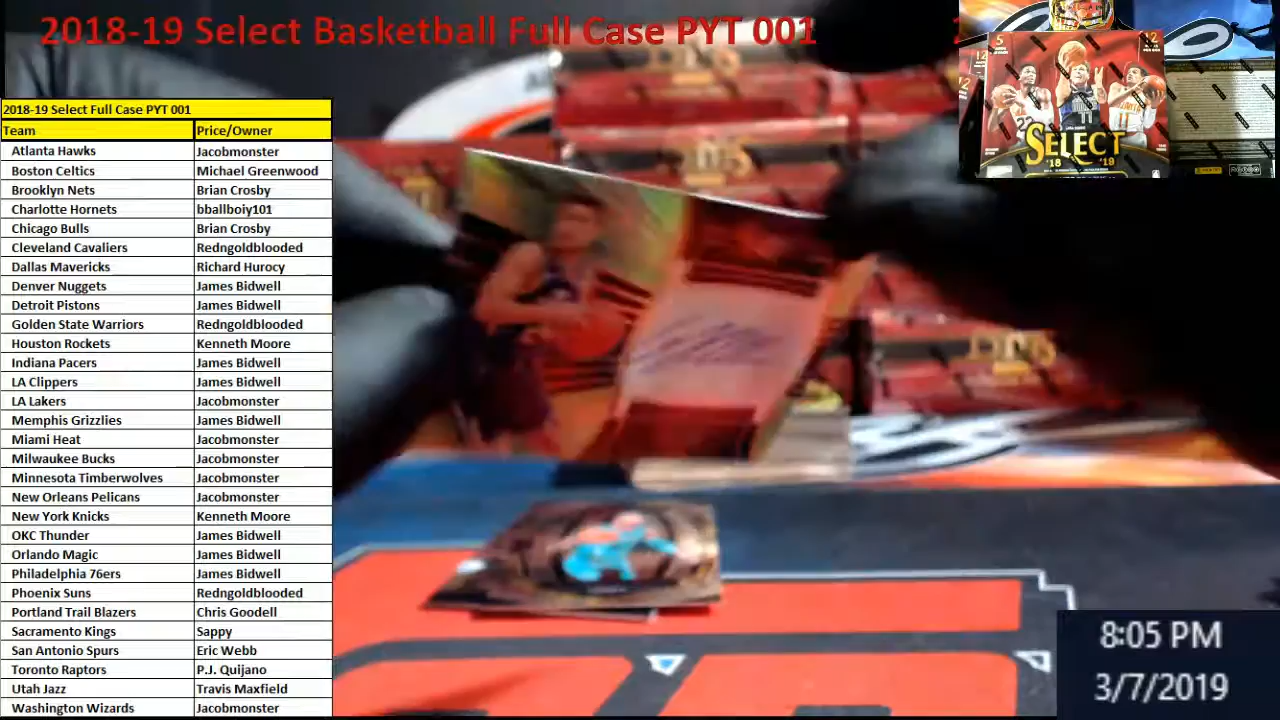 2018-19 Select Basketball Full Case PYT 001
2018-19 Select Full Case PYT 001
Team Price/Owner
Atlanta Hawks Jacobmonster
Boston Celtics Michael Greenwood
Brooklyn Nets Brian Crosby
Charlotte Hornets bballboiy101
Chicago Bulls Brian Crosby
Cleveland Cavaliers Redngoldblooded
Dallas Mavericks Richard Hurocy
Denver Nuggets James Bidwell
Detroit Pistons James Bidwell
Golden State Warriors Redngoldblooded
Houston Rockets Kenneth Moore
Indiana Pacers James Bidwell
LA Clippers James Bidwell
LA Lakers Jacobmonster
Memphis Grizzlies James Bidwell
Miami Heat Jacobmonster
Milwaukee Bucks Jacobmonster
Minnesota Timberwolves Jacobmonster
New Orleans Pelicans Jacobmonster
New York Knicks Kenneth Moore
OKC Thunder James Bidwell
Orlando Magic James Bidwell
Philadelphia 76ers James Bidwell
Phoenix Suns Redngoldblooded
Portland Trail Blazers Chris Goodell
Sacramento Kings Sappy
San Antonio Spurs Eric Webb
Toronto Raptors P.J. Quijano
Utah Jazz Travis Maxfield
Washington Wizards Jacobmonster
5
12
SELECT
'18 '19
8:05 PM
3/7/2019